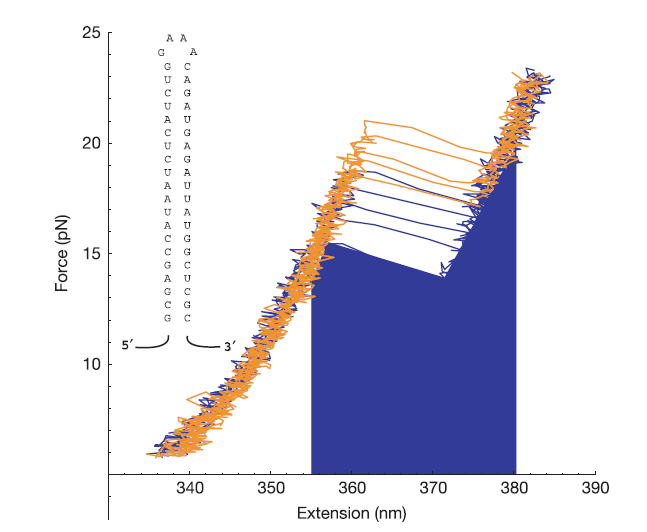 25
A A
G A
G C
U A
C G
U A
A U
C G
20
U A
C G
U A
A U
A U
U A
A U
C G
15
C G
G C
A U
G C
C G
G C
5′ 3′
10
Force (pN)
340 350 360 370 380 390
Extension (nm)